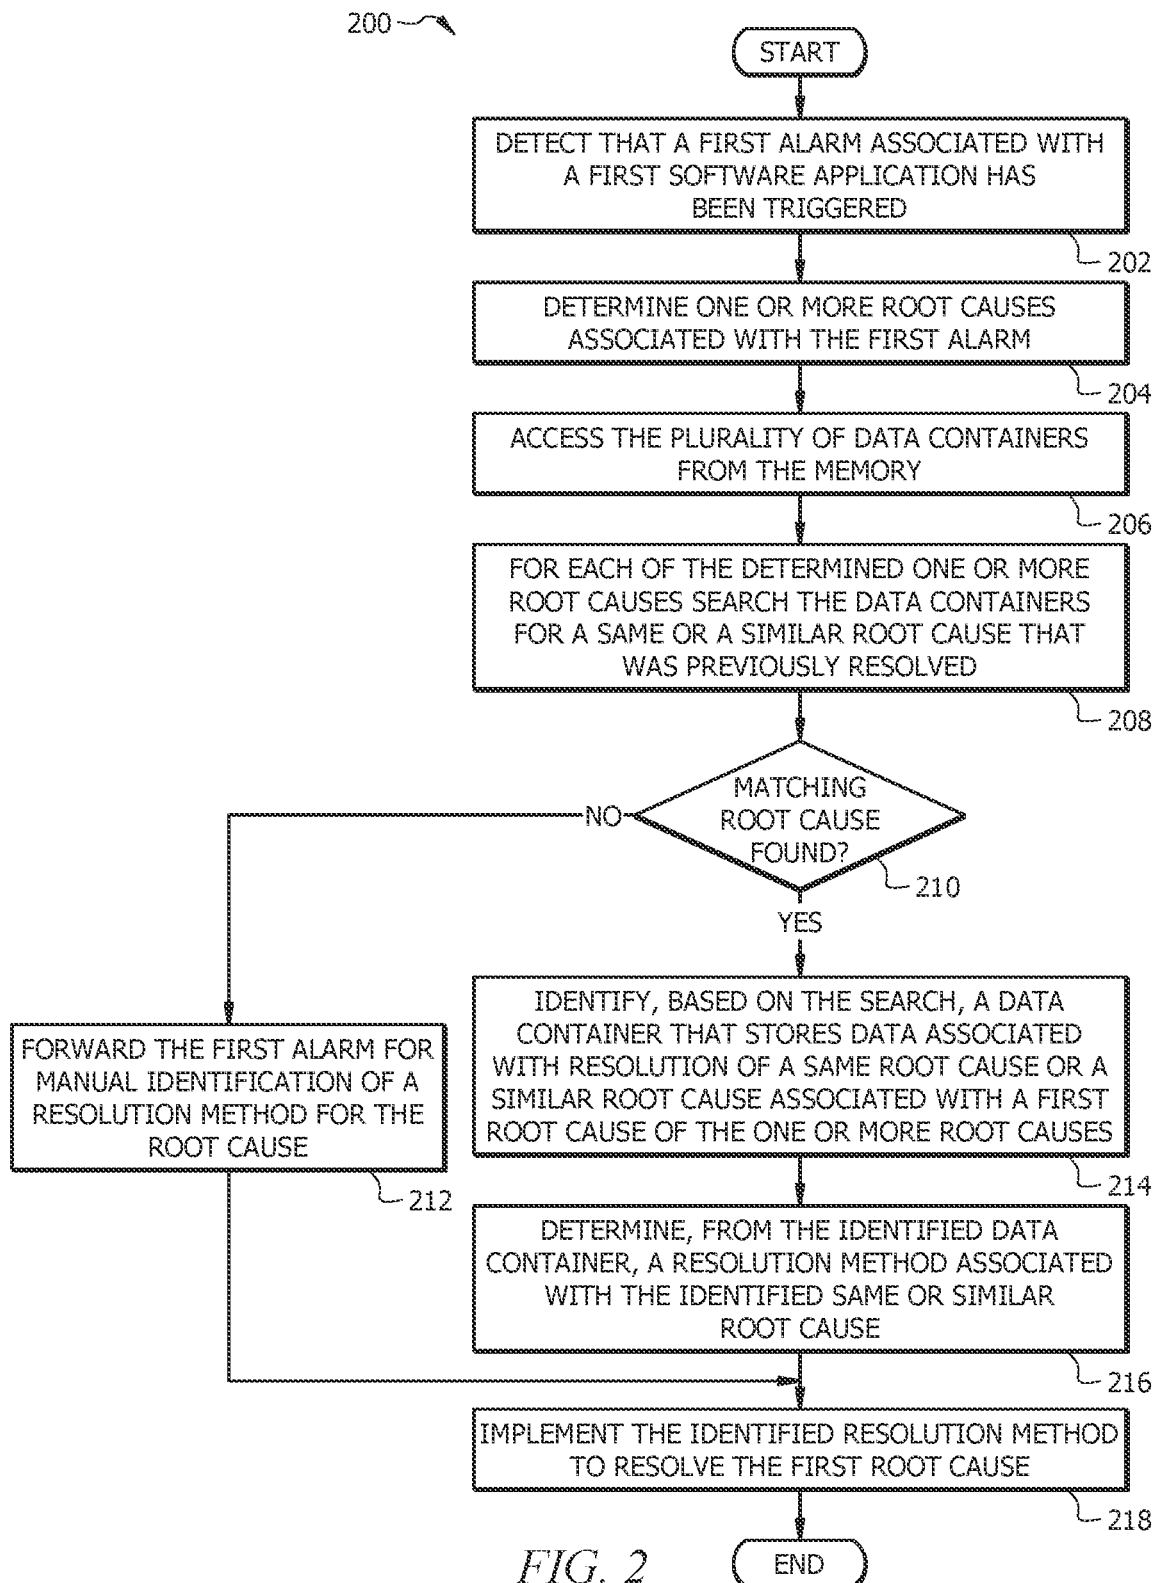 200
START
DETECT THAT A FIRST ALARM ASSOCIATED WITH
A FIRST SOFTWARE APPLICATION HAS
BEEN TRIGGERED
202
DETERMINE ONE OR MORE ROOT CAUSES
ASSOCIATED WITH THE FIRST ALARM
204
ACCESS THE PLURALITY OF DATA CONTAINERS
FROM THE MEMORY
206
FOR EACH OF THE DETERMINED ONE OR MORE
ROOT CAUSES SEARCH THE DATA CONTAINERS
FOR A SAME OR A SIMILAR ROOT CAUSE THAT
WAS PREVIOUSLY RESOLVED
208
MATCHING
ROOT CAUSE
FOUND?
210
NO
YES
FORWARD THE FIRST ALARM FOR
MANUAL IDENTIFICATION OF A
RESOLUTION METHOD FOR THE
ROOT CAUSE
212
IDENTIFY, BASED ON THE SEARCH, A DATA
CONTAINER THAT STORES DATA ASSOCIATED
WITH RESOLUTION OF A SAME ROOT CAUSE OR A
SIMILAR ROOT CAUSE ASSOCIATED WITH A FIRST
ROOT CAUSE OF THE ONE OR MORE ROOT CAUSES
214
DETERMINE, FROM THE IDENTIFIED DATA
CONTAINER, A RESOLUTION METHOD ASSOCIATED
WITH THE IDENTIFIED SAME OR SIMILAR
ROOT CAUSE
216
IMPLEMENT THE IDENTIFIED RESOLUTION METHOD
TO RESOLVE THE FIRST ROOT CAUSE
218
END
FIG. 2